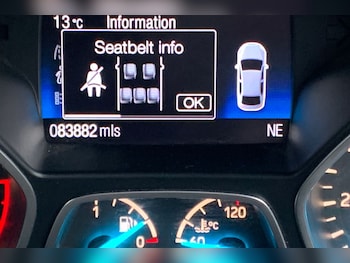 13°C Information
Seatbelt info
OK
083882 mls
NE
1 0
°C 120
60